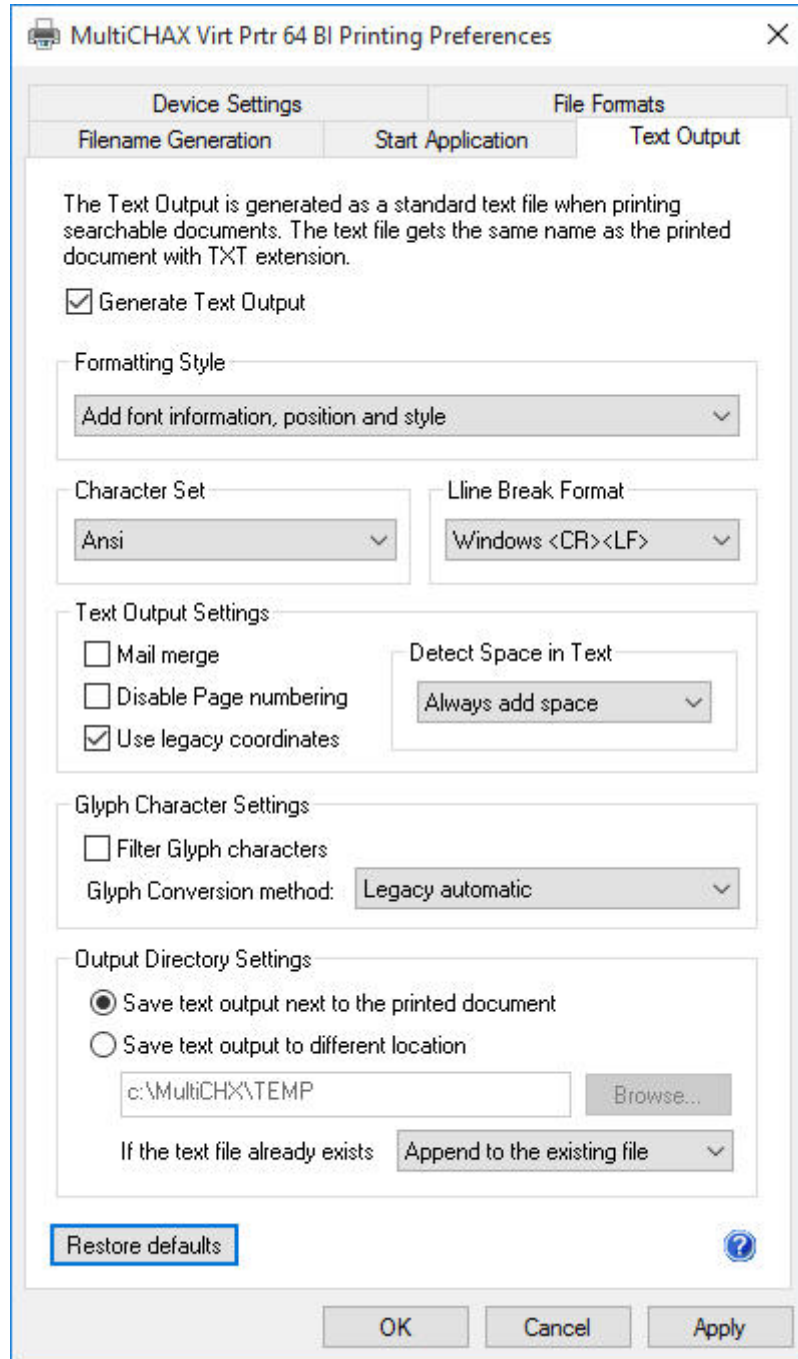 MultiCHAX Virt Prtr 64 BI Printing Preferences
Device Settings
File Formats
Filename Generation
Start Application
Text Output
The Text Output is generated as a standard text file when printing
searchable documents. The text file gets the same name as the printed
document with TXT extension.
Generate Text Output
Formatting Style
Add font information, position and style
Character Set
Ansi
Lline Break Format
Windows <CR><LF>
Text Output Settings
Mail merge
Disable Page numbering
Use legacy coordinates
Detect Space in Text
Always add space
Glyph Character Settings
Filter Glyph characters
Glyph Conversion method:
Legacy automatic
Output Directory Settings
Save text output next to the printed document
Save text output to different location
c:\MultiCHX\TEMP
Browse...
If the text file already exists
Append to the existing file
Restore defaults
?
OK
Cancel
Apply